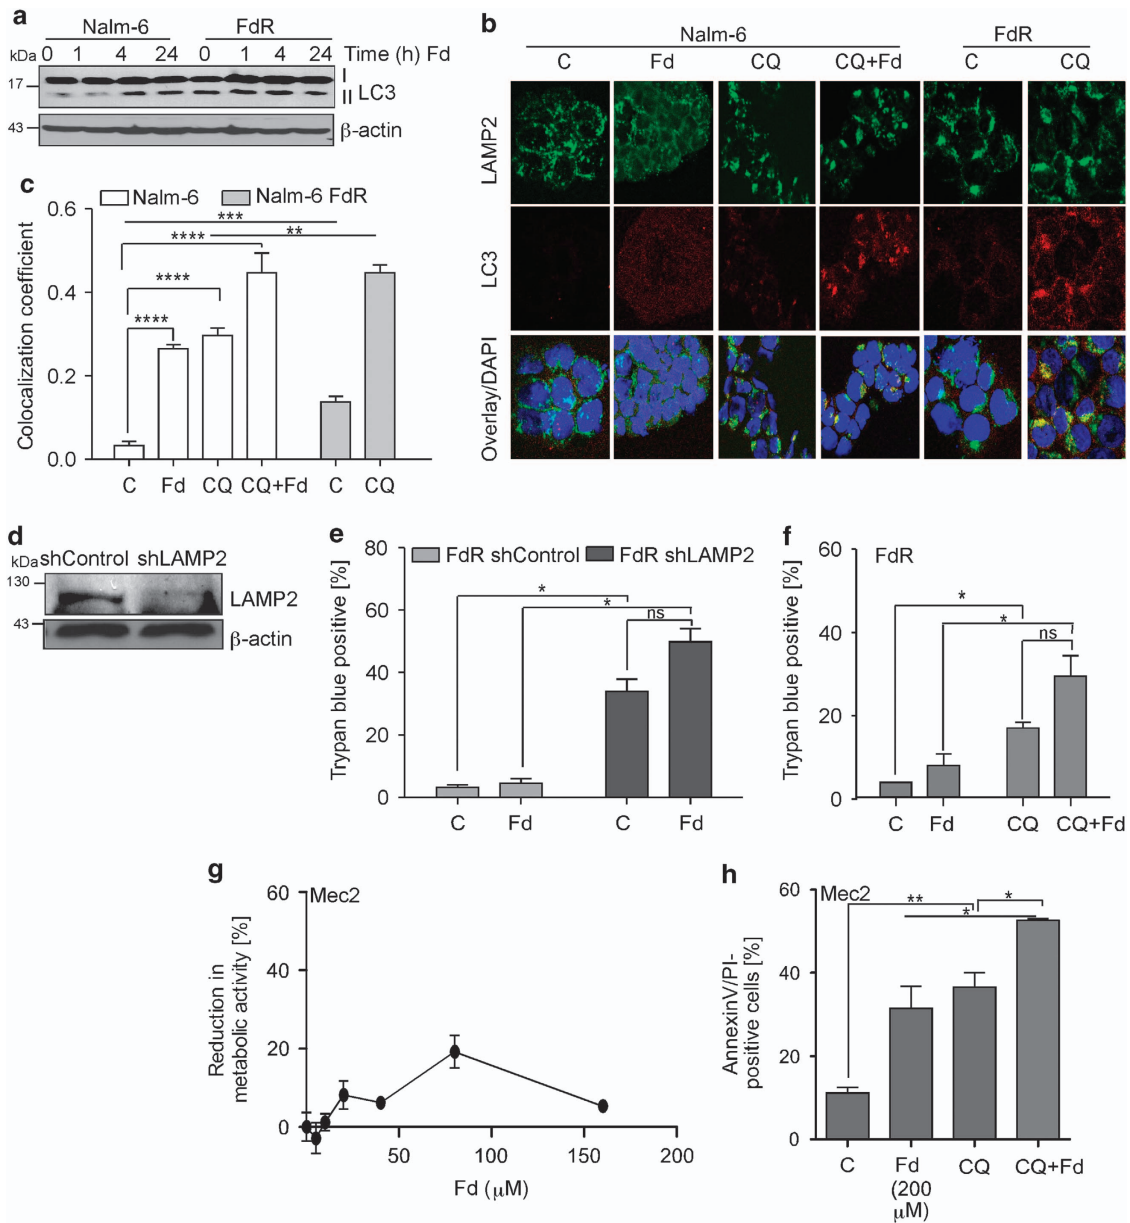 a
Nalm-6 FdR
kDa 0 1 4 24 0 1 4 24 Time (h) Fd
17
I
II LC3
43 β-actin
b
Nalm-6 FdR
C Fd CQ CQ+Fd C CQ
LAMP2
LC3
Overlay/DAPI
c
Nalm-6 Nalm-6 FdR
Colocalization coefficient
0.6
0.4
0.2
0.0
***
**** **
****
****
C Fd CQ CQ+Fd C CQ
d
kDa shControl shLAMP2
130
LAMP2
43
β-actin
e
FdR shControl FdR shLAMP2
Trypan blue positive [%]
80
60
40
20
0
*
*
ns
C Fd C Fd
f
FdR
Trypan blue positive [%]
60
40
20
0
*
*
ns
C Fd CQ CQ+Fd
g
Mec2
Reduction in
metabolic activity [%]
60
40
20
0
50 100 150 200
Fd (μM)
h
Mec2
AnnexinV/PI-
positive cells [%]
60
40
20
0
** *
*
C Fd CQ CQ+Fd
(200
μM)